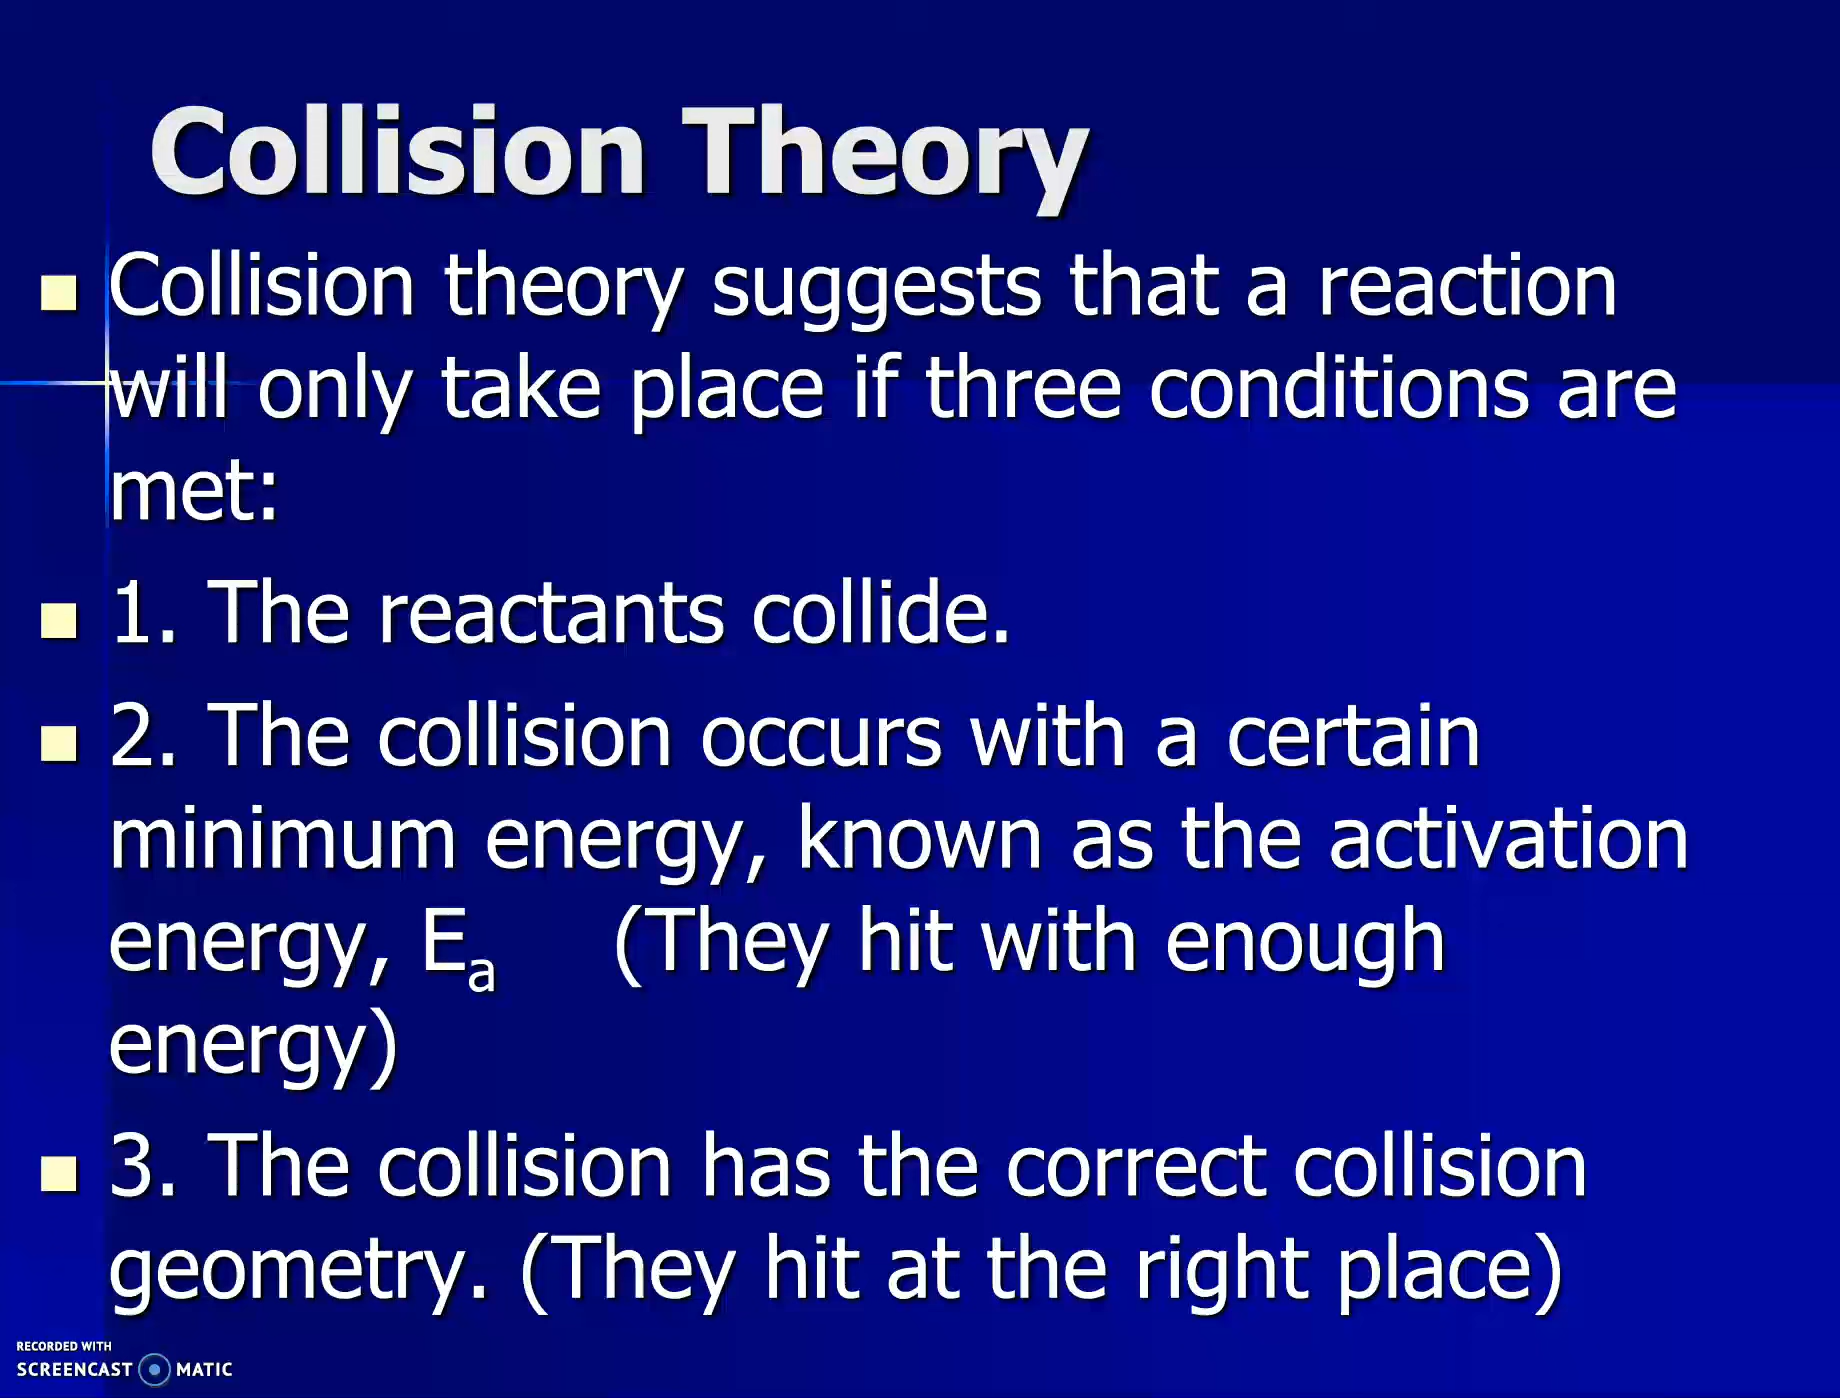 Collision Theory
Collision theory suggests that a reaction
will only take place if three conditions are
met:
1. The reactants collide.
2. The collision occurs with a certain
minimum energy, known as the activation
energy, Ea (They hit with enough
energy)
3. The collision has the correct collision
geometry. (They hit at the right place)
RECORDED WITH
SCREENCAST MATIC